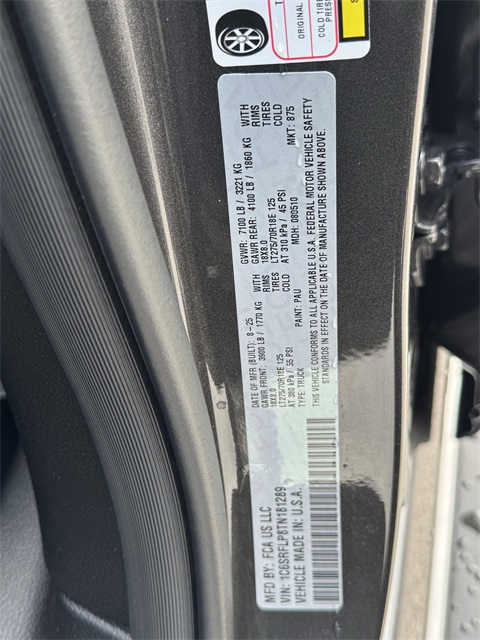 MFD BY: FCA US LLC
VIN: 1C6SRFLP8TN181289
VEHICLE MADE IN: U.S.A.
DATE OF MFR (BUILT): 8-25
GAWR FRONT: 3900 LB / 1770 KG WITH
18X8.0 RIMS
LT275/70R18E 125 TIRES
AT 380 kPa / 55 PSI COLD
TYPE: TRUCK PAINT: PAU
GVWR: 7100 LB / 3221 KG
GAWR REAR: 4100 LB / 1860 KG WITH
18X8.0 RIMS
LT275/70R18E 125 TIRES
AT 310 kPa / 45 PSI COLD
MDH: 080510 MKT: 875
THIS VEHICLE CONFORMS TO ALL APPLICABLE U.S.A. FEDERAL MOTOR VEHICLE SAFETY
STANDARDS IN EFFECT ON THE DATE OF MANUFACTURE SHOWN ABOVE.
ORIGINAL
COLD TIRE